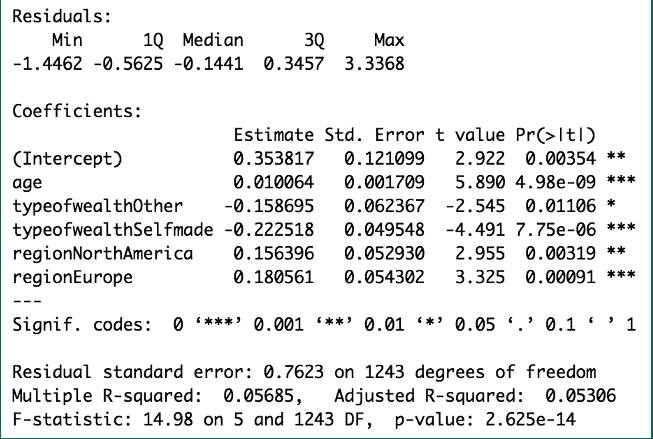 Residuals:
    Min      1Q  Median      3Q     Max
-1.4462 -0.5625 -0.1441  0.3457  3.3368
Coefficients:
                    Estimate Std. Error t value Pr(>|t|)
(Intercept)         0.353817   0.121099   2.922  0.00354 **
age                 0.010064   0.001709   5.890 4.98e-09 ***
typeofwealthOther  -0.158695   0.062367  -2.545  0.01106 *
typeofwealthSelfmade -0.222518   0.049548  -4.491 7.75e-06 ***
regionNorthAmerica  0.156396   0.052930   2.955  0.00319 **
regionEurope        0.180561   0.054302   3.325  0.00091 ***
---
Signif. codes:  0 ‘***’ 0.001 ‘**’ 0.01 ‘*’ 0.05 ‘.’ 0.1 ‘ ’ 1
Residual standard error: 0.7623 on 1243 degrees of freedom
Multiple R-squared:  0.05685,	Adjusted R-squared:  0.05306
F-statistic: 14.98 on 5 and 1243 DF,  p-value: 2.625e-14